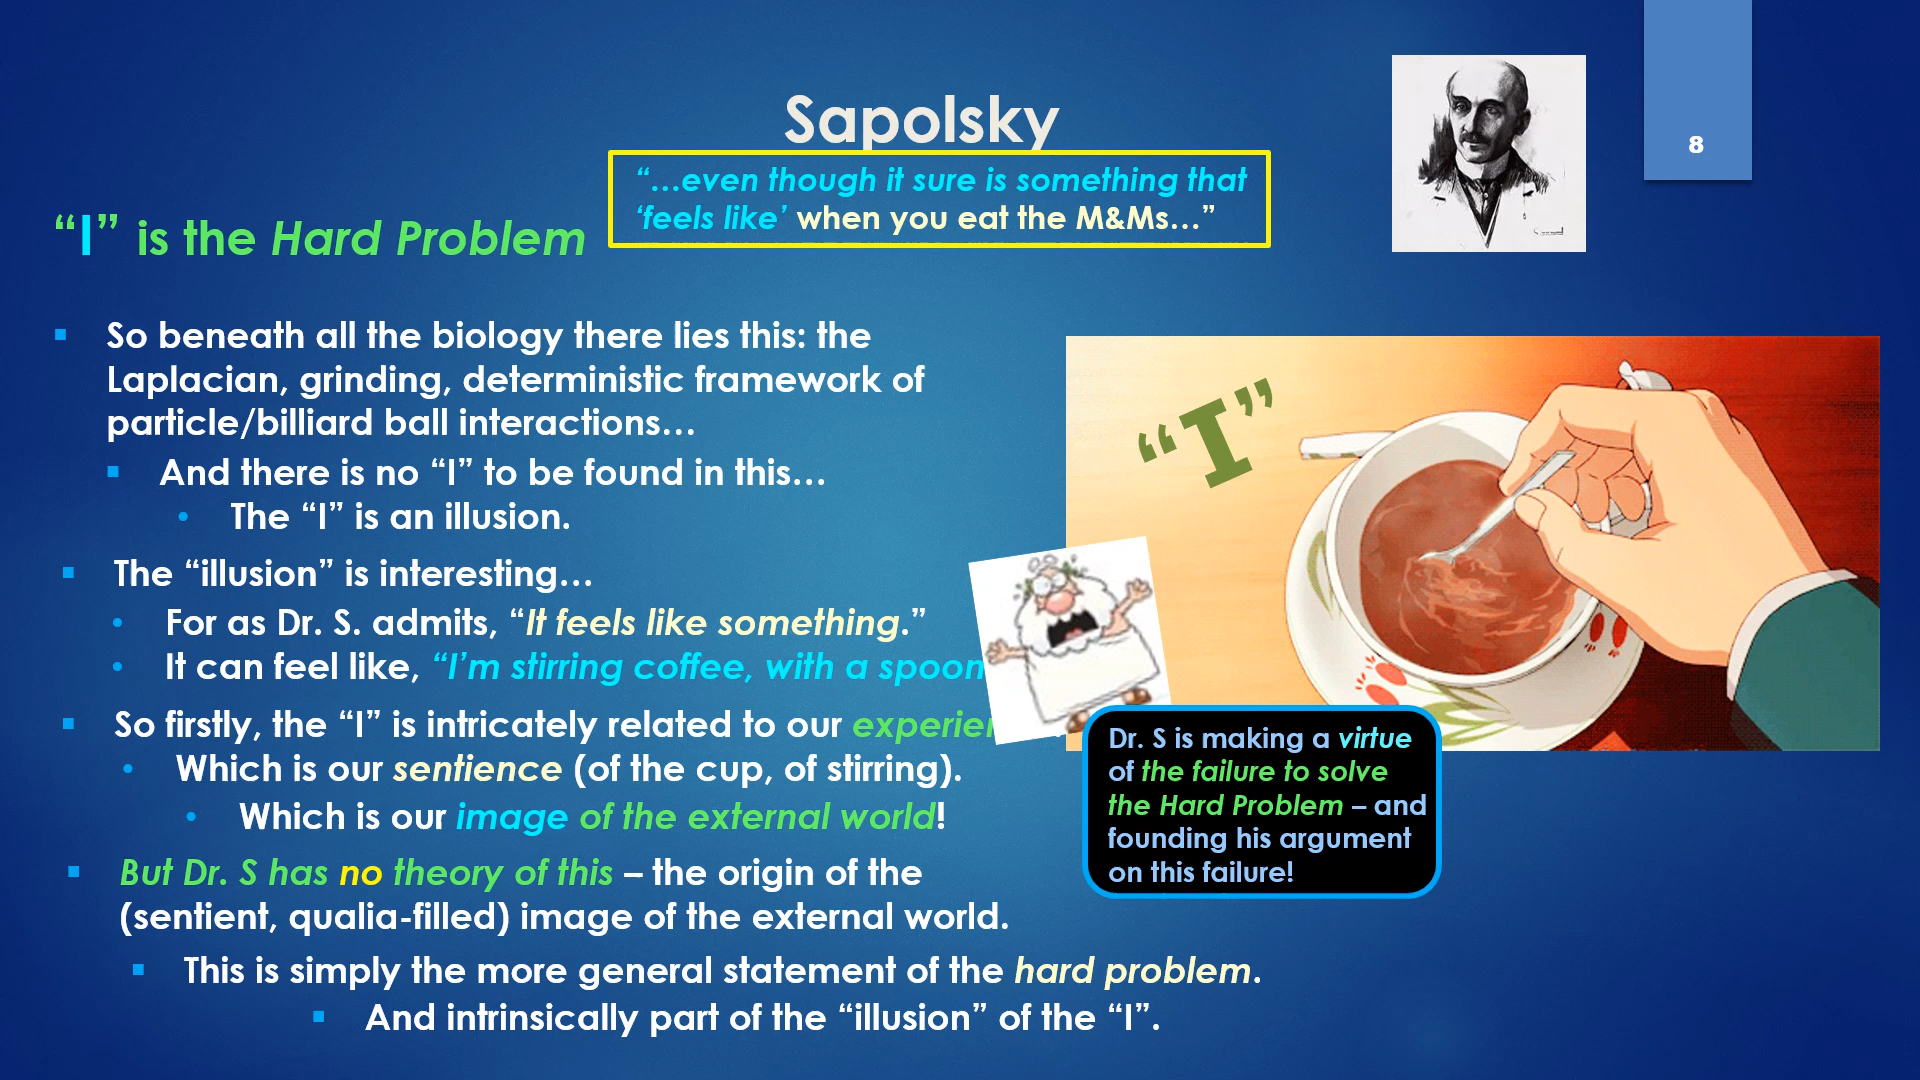 8
Sapolsky
“…even though it sure is something that
‘feels like’ when you eat the M&Ms…”
“I” is the Hard Problem
So beneath all the biology there lies this: the
Laplacian, grinding, deterministic framework of
particle/billiard ball interactions…
And there is no “I” to be found in this…
The “I” is an illusion.
The “illusion” is interesting…
For as Dr. S. admits, “It feels like something.”
It can feel like, “I’m stirring coffee, with a spoon
So firstly, the “I” is intricately related to our
Which is our sentience (of the cup, of stirring).
Which is our image of the external world!
But Dr. S has no theory of this – the origin of the
(sentient, qualia-filled) image of the external world.
This is simply the more general statement of the hard problem.
And intrinsically part of the “illusion” of the “I”.
“I”
Dr. S is making a virtue
of the failure to solve
the Hard Problem – and
founding his argument
on this failure!